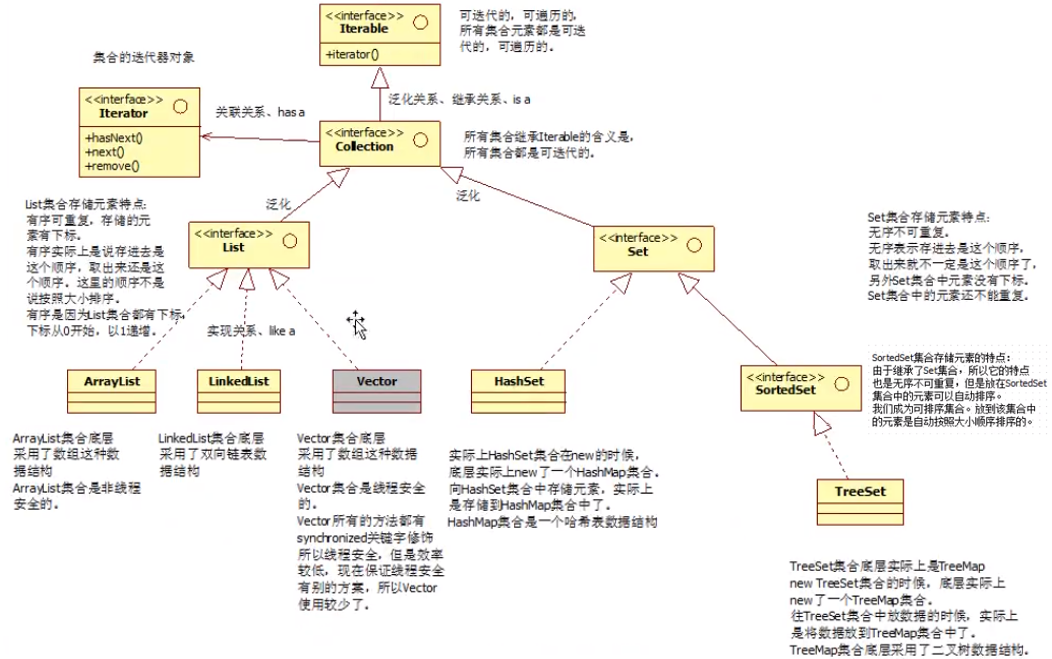 <<interface>>
Iterable
+iterator()
可迭代的，可遍历的，
所有集合元素都是可迭
代的，可遍历的。
集合的迭代器对象
<<interface>>
Iterator
+hasNext()
+next()
+remove()
关联关系、has a
泛化关系、继承关系、is a
<<interface>>
Collection
所有集合继承Iterable的含义是，
所有集合都是可迭代的。
泛化
泛化
List集合存储元素特点:
有序可重复，存储的元
素有下标。
有序实际上是说存进去是
这个顺序，取出来还是这
个顺序。这里的顺序不是
说按照大小排序。
有序是因为List集合都有下标，
下标从0开始，以1递增。
<<interface>>
List
<<interface>>
Set
Set集合存储元素特点:
无序不可重复。
无序表示存进去是这个顺序，
取出来就不一定是这个顺序了，
另外Set集合中元素没有下标。
Set集合中的元素还不能重复。
实现关系、like a
ArrayList
LinkedList
Vector
HashSet
<<interface>>
SortedSet
SortedSet集合存储元素的特点:
由于继承了Set集合，所以它的特点
也是无序不可重复，但是放在SortedSet
集合中的元素可以自动排序。
我们成为可排序集合。放到该集合中
的元素是自动按照大小顺序排序的。
ArrayList集合底层
采用了数组这种数
据结构
ArrayList集合是非线程
安全的。
LinkedList集合底层
采用了双向链表数
据结构
Vector集合底层
采用了数组这种数据
结构
Vector集合是线程安全
的。
Vector所有的方法都有
synchronized关键字修饰
所以线程安全，但是效率
较低，现在保证线程安全
有别的方案，所以Vector
使用较少了。
实际上HashSet集合在new的时候，
底层实际上new了一个HashMap集合。
向HashSet集合中存储元素，实际上
是存储到HashMap集合中了。
HashMap集合是一个哈希表数据结构
TreeSet
TreeSet集合底层实际上是TreeMap
new TreeSet集合的时候，底层实际上
new了一个TreeMap集合。
往TreeSet集合中放数据的时候，实际上
是将数据放到TreeMap集合中了。
TreeMap集合底层采用了二叉树数据结构。